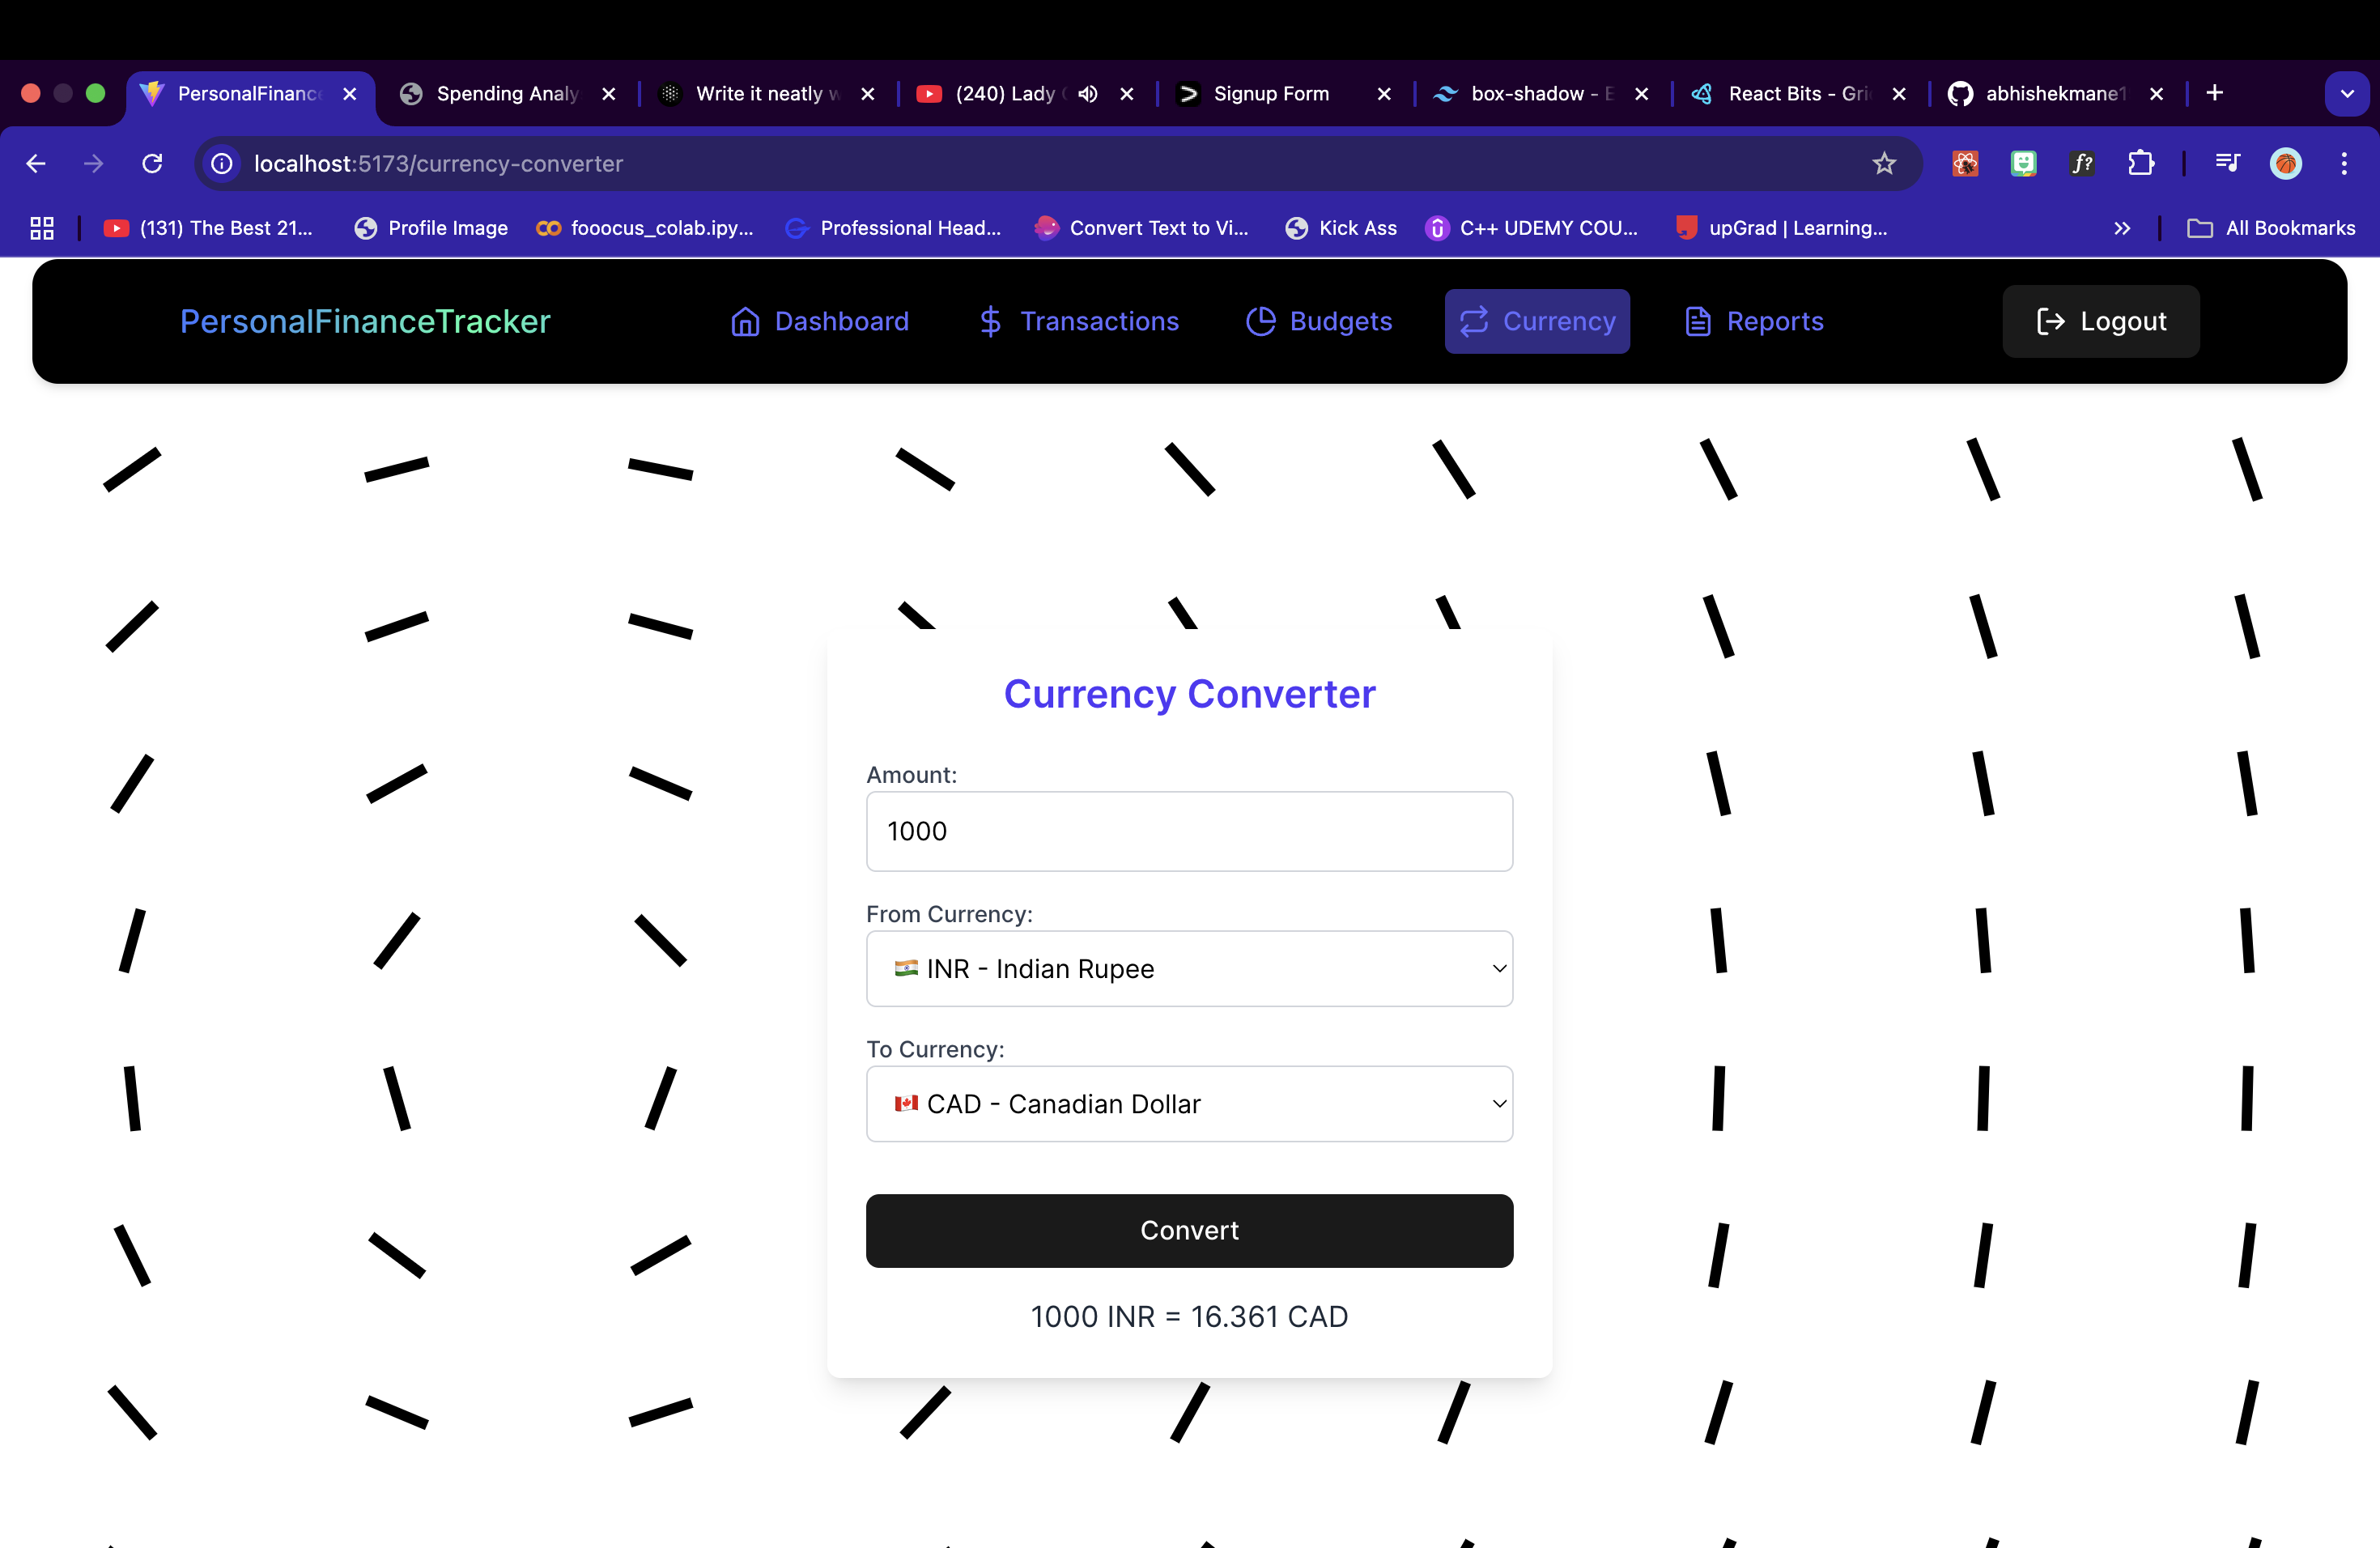 PersonalFinance
Spending Analy
Write it neatly w
(240) Lady
Signup Form
box-shadow - E
React Bits - Gri
abhishekmane1
localhost:5173/currency-converter
f?
(131) The Best 21...
Profile Image
fooocus_colab.ipy...
Professional Head...
Convert Text to Vi...
Kick Ass
C++ UDEMY COU...
upGrad | Learning...
All Bookmarks
PersonalFinanceTracker
Dashboard
Transactions
Budgets
Currency
Reports
Logout
Currency Converter
Amount:
1000
From Currency:
🇮🇳 INR - Indian Rupee
To Currency:
🇨🇦 CAD - Canadian Dollar
Convert
1000 INR = 16.361 CAD